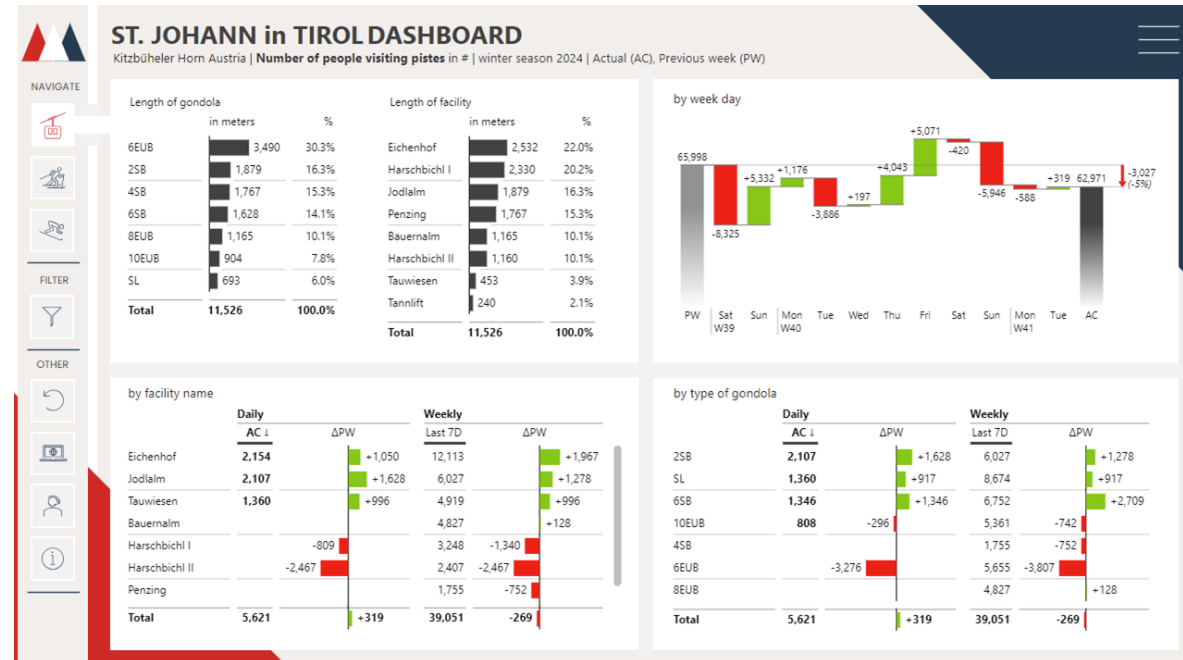 ST. JOHANN in TIROL DASHBOARD
Kitzbüheler Horn Austria | Number of people visiting pistes in # | winter season 2024 | Actual (AC), Previous week (PW)
NAVIGATE
FILTER
OTHER
Length of gondola
in meters %
6EUB 3,490 30.3%
2SB 1,879 16.3%
4SB 1,767 15.3%
6SB 1,628 14.1%
8EUB 1,165 10.1%
10EUB 904 7.8%
SL 693 6.0%
Total 11,526 100.0%
Length of facility
in meters %
Eichenhof 2,532 22.0%
Harschbichl I 2,330 20.2%
Jodlalm 1,879 16.3%
Penzing 1,767 15.3%
Bauernalm 1,165 10.1%
Harschbichl II 1,160 10.1%
Tauwiesen 453 3.9%
Tannlift 240 2.1%
Total 11,526 100.0%
by week day
65,998
-8,325
+5,332
+1,176
-3,886
+197
+4,043
+5,071
-420
-5,946
-588
+319
62,971
-3,027
(-5%)
PW Sat Sun Mon Tue Wed Thu Fri Sat Sun Mon Tue AC
W39 W40 W41
by facility name
Daily Weekly
AC ↓ ΔPW Last 7D ΔPW
Eichenhof 2,154 +1,050 12,113 +1,967
Jodlalm 2,107 +1,628 6,027 +1,278
Tauwiesen 1,360 +996 4,919 +996
Bauernalm 4,827 +128
Harschbichl I -809 3,248 -1,340
Harschbichl II -2,467 2,407 -2,467
Penzing 1,755 -752
Total 5,621 +319 39,051 -269
by type of gondola
Daily Weekly
AC ↓ ΔPW Last 7D ΔPW
2SB 2,107 +1,628 6,027 +1,278
SL 1,360 +917 8,674 +917
6SB 1,346 +1,346 6,752 +2,709
10EUB 808 -296 5,361 -742
4SB 1,755 -752
6EUB -3,276 5,655 -3,807
8EUB 4,827 +128
Total 5,621 +319 39,051 -269